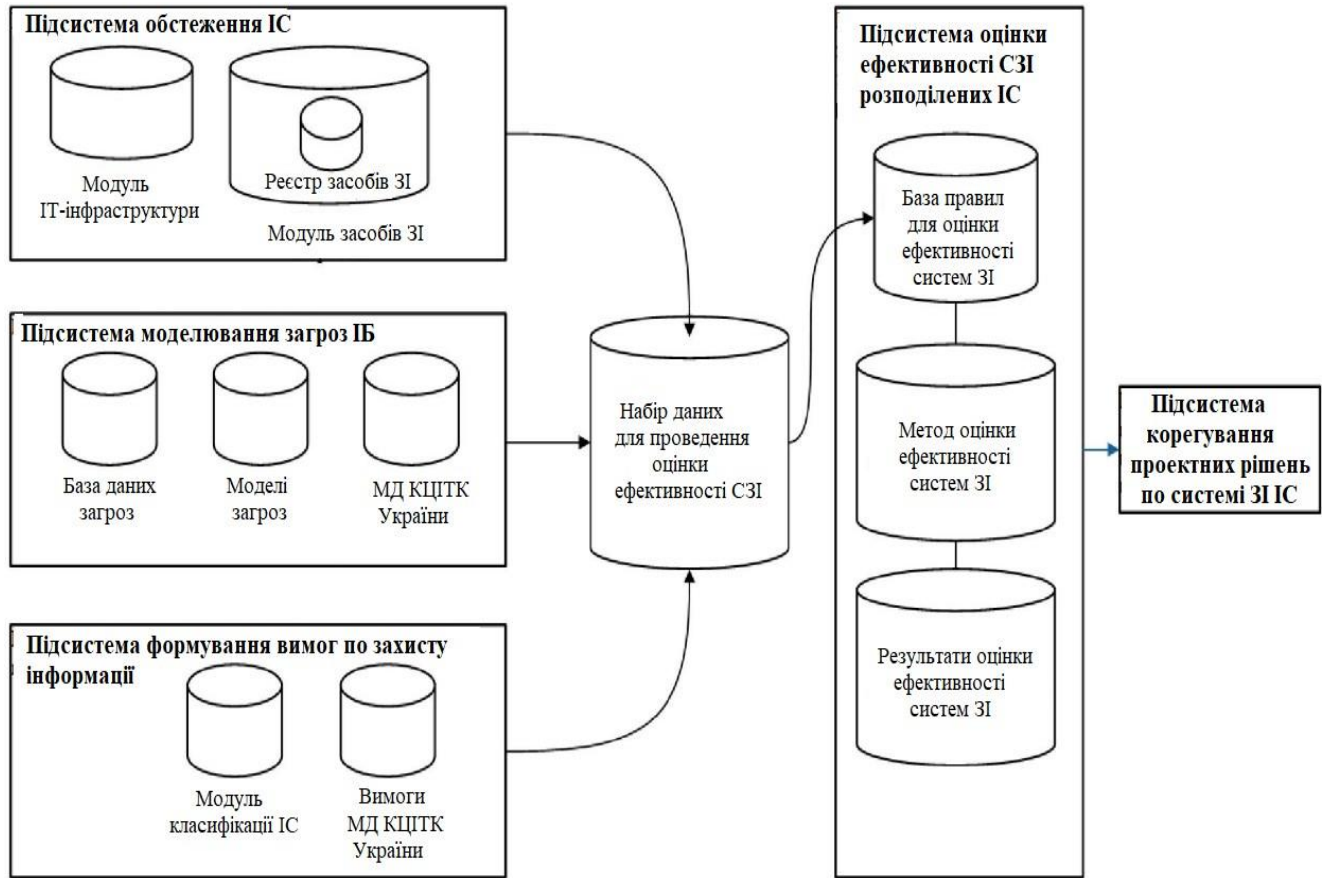 Підсистема обстеження ІС
Модуль
ІТ-інфраструктури
Реєстр засобів ЗІ
Модуль засобів ЗІ
Підсистема моделювання загроз ІБ
База даних
загроз
Моделі
загроз
МД КЦІТК
України
Підсистема формування вимог по захисту
інформації
Модуль
класифікації ІС
Вимоги
МД КЦІТК
України
Набір даних
для проведення
оцінки
ефективності СЗІ
Підсистема оцінки
ефективності СЗІ
розподілених ІС
База правил
для оцінки
ефективності
систем ЗІ
Метод оцінки
ефективності
систем ЗІ
Результати оцінки
ефективності
систем ЗІ
Підсистема
корегування
проектних рішень
по системі ЗІ ІС